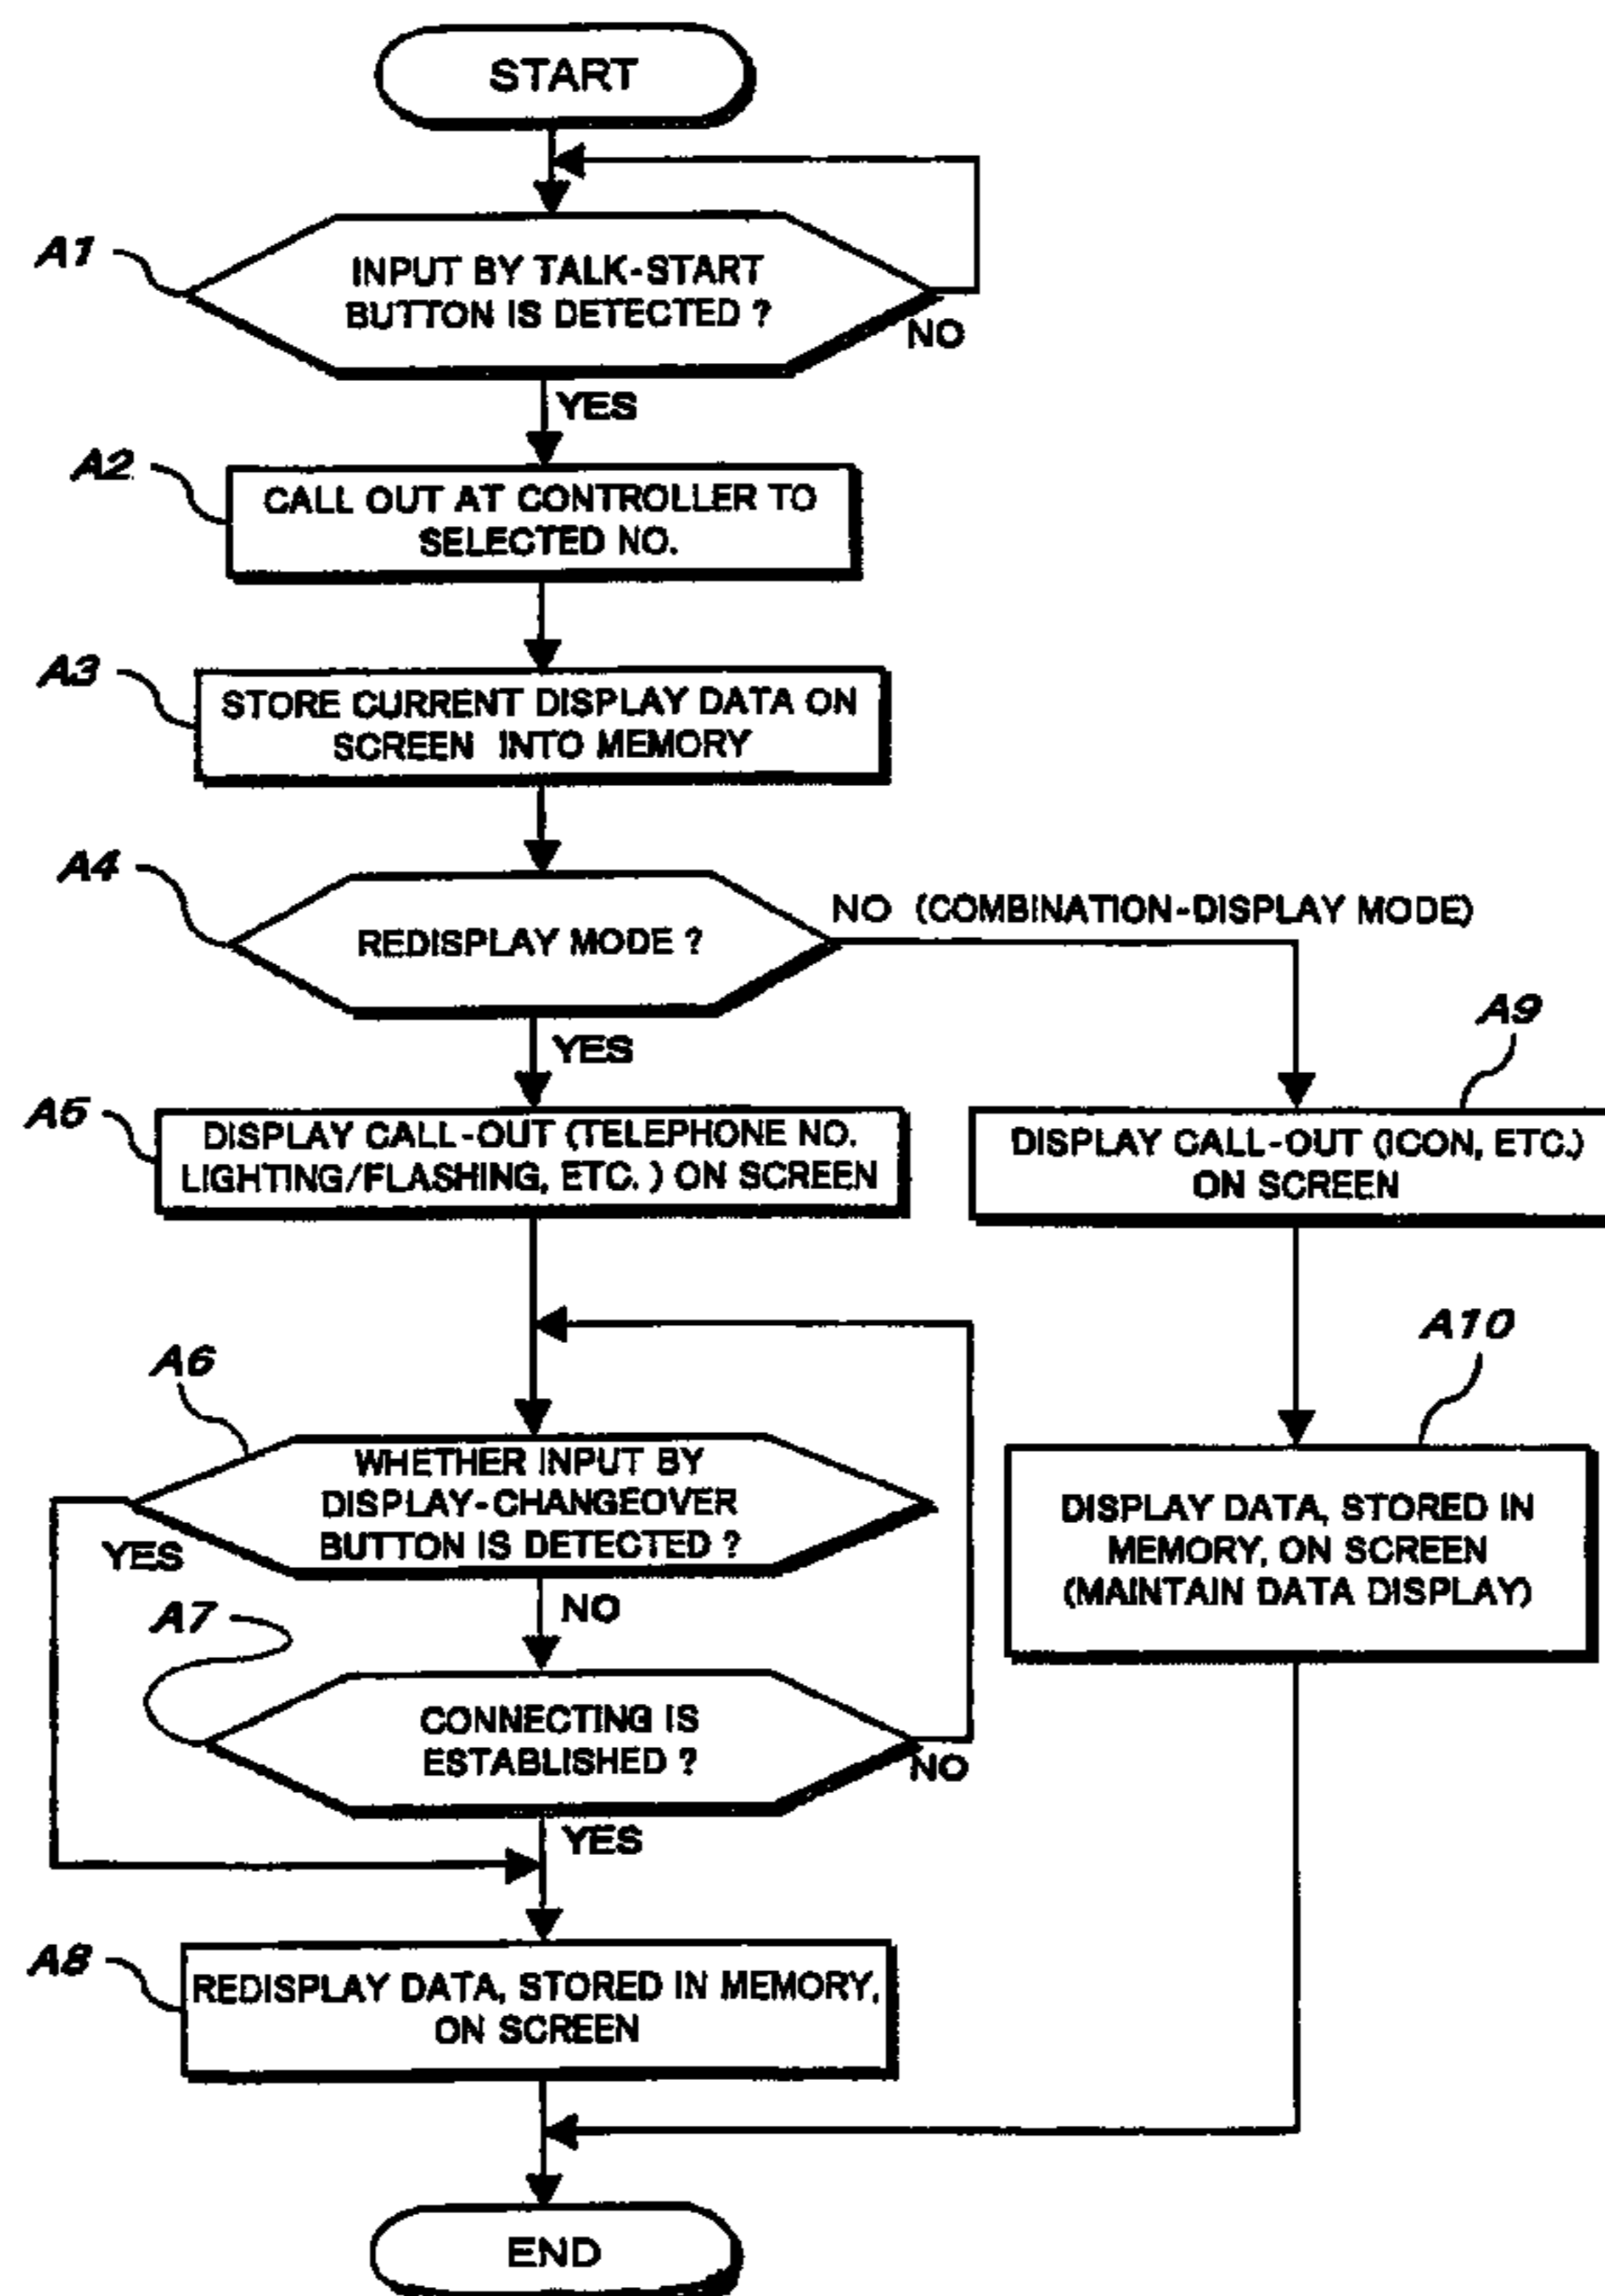 START
A1
INPUT BY TALK-START
BUTTON IS DETECTED ?
NO
YES
A2
CALL OUT AT CONTROLLER TO
SELECTED NO.
A3
STORE CURRENT DISPLAY DATA ON
SCREEN INTO MEMORY
A4
REDISPLAY MODE ?
NO (COMBINATION-DISPLAY MODE)
YES
A5
DISPLAY CALL-OUT (TELEPHONE NO.
LIGHTING/FLASHING, ETC. ) ON SCREEN
A9
DISPLAY CALL-OUT (ICON, ETC.)
ON SCREEN
A6
WHETHER INPUT BY
DISPLAY-CHANGEOVER
BUTTON IS DETECTED ?
YES
NO
A10
DISPLAY DATA, STORED IN
MEMORY, ON SCREEN
(MAINTAIN DATA DISPLAY)
A7
CONNECTING IS
ESTABLISHED ?
NO
YES
A8
REDISPLAY DATA, STORED IN MEMORY,
ON SCREEN
END